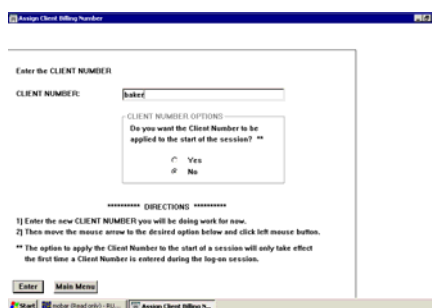 Assign Client Billing Number
Enter the CLIENT NUMBER
CLIENT NUMBER:
baker
CLIENT NUMBER OPTIONS
Do you want the Client Number to be
applied to the start of the session? **
Yes
No
********** DIRECTIONS **********
1] Enter the new CLIENT NUMBER you will be doing work for now.
2] Then move the mouse arrow to the desired option below and click left mouse button.
** The option to apply the Client Number to the start of a session will only take effect
the first time a Client Number is entered during the log-on session.
Enter Main Menu
Start (Read only) Assign Client Billing N...